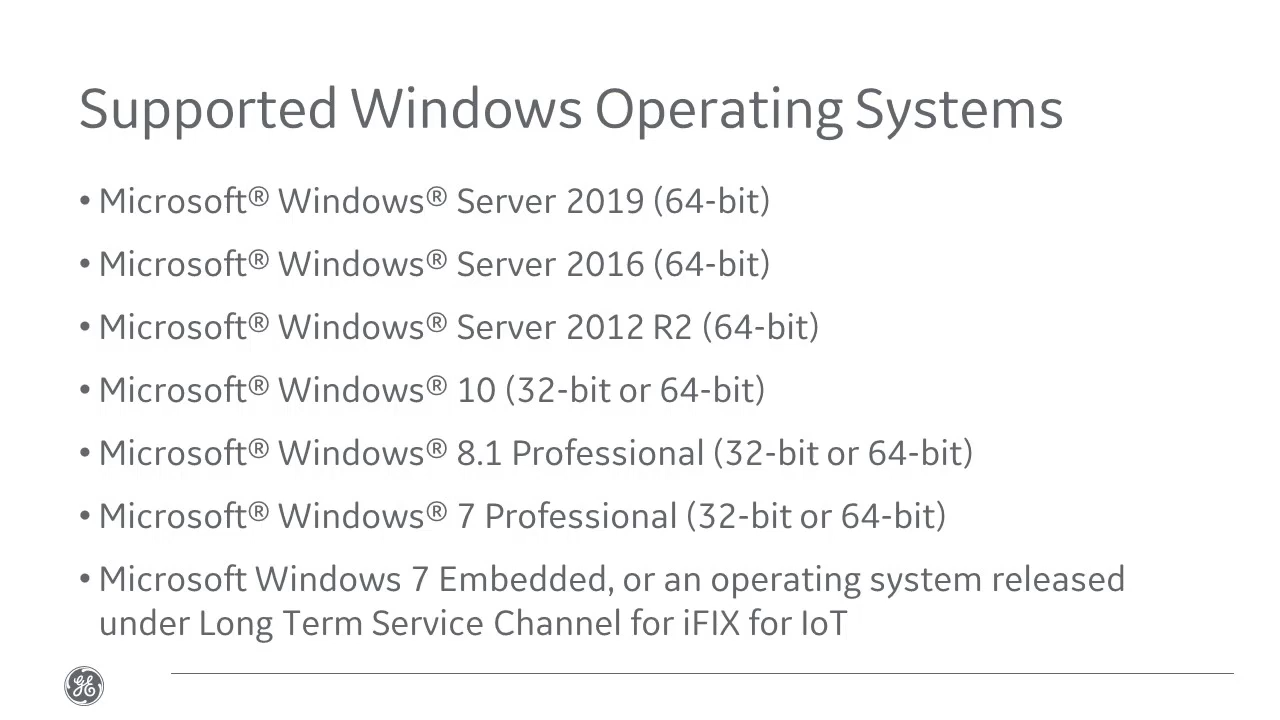 Supported Windows Operating Systems
• Microsoft® Windows® Server 2019 (64-bit)
• Microsoft® Windows® Server 2016 (64-bit)
• Microsoft® Windows® Server 2012 R2 (64-bit)
• Microsoft® Windows® 10 (32-bit or 64-bit)
• Microsoft® Windows® 8.1 Professional (32-bit or 64-bit)
• Microsoft® Windows® 7 Professional (32-bit or 64-bit)
• Microsoft Windows 7 Embedded, or an operating system released
under Long Term Service Channel for iFIX for IoT
GE